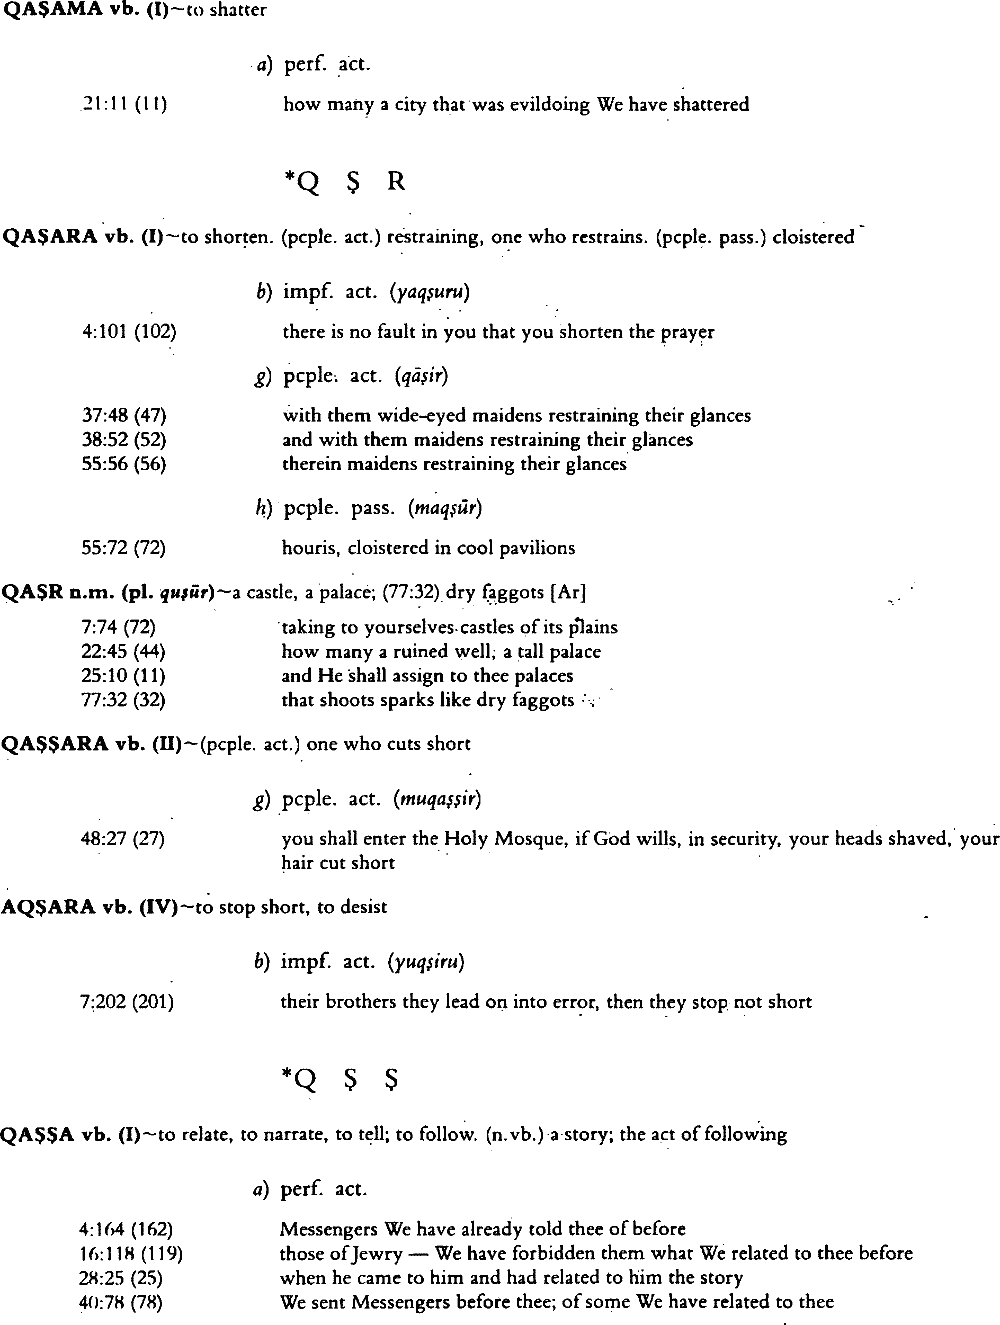 QAṢAMA vb. (I)~to shatter
a) perf. act.
21:11 (11) how many a city that was evildoing We have shattered
*Q Ṣ R
QAṢARA vb. (I)~to shorten. (pcple. act.) restraining, one who restrains. (pcple. pass.) cloistered
b) impf. act. (yaqṣuru)
4:101 (102) there is no fault in you that you shorten the prayer
g) pcple. act. (qāṣir)
37:48 (47) with them wide-eyed maidens restraining their glances
38:52 (52) and with them maidens restraining their glances
55:56 (56) therein maidens restraining their glances
h) pcple. pass. (maqṣūr)
55:72 (72) houris, cloistered in cool pavilions
QAṢR n.m. (pl. quṣūr)~a castle, a palace; (77:32) dry faggots [Ar]
7:74 (72) taking to yourselves castles of its plains
22:45 (44) how many a ruined well, a tall palace
25:10 (11) and He shall assign to thee palaces
77:32 (32) that shoots sparks like dry faggots
QAṢṢARA vb. (II)~(pcple. act.) one who cuts short
g) pcple. act. (muqaṣṣir)
48:27 (27) you shall enter the Holy Mosque, if God wills, in security, your heads shaved, your
hair cut short
AQṢARA vb. (IV)~to stop short, to desist
b) impf. act. (yuqṣiru)
7:202 (201) their brothers they lead on into error, then they stop not short
*Q Ṣ Ṣ
QAṢṢA vb. (I)~to relate, to narrate, to tell; to follow. (n.vb.) a story; the act of following
a) perf. act.
4:164 (162) Messengers We have already told thee of before
16:118 (119) those of Jewry — We have forbidden them what We related to thee before
28:25 (25) when he came to him and had related to him the story
40:78 (78) We sent Messengers before thee; of some We have related to thee